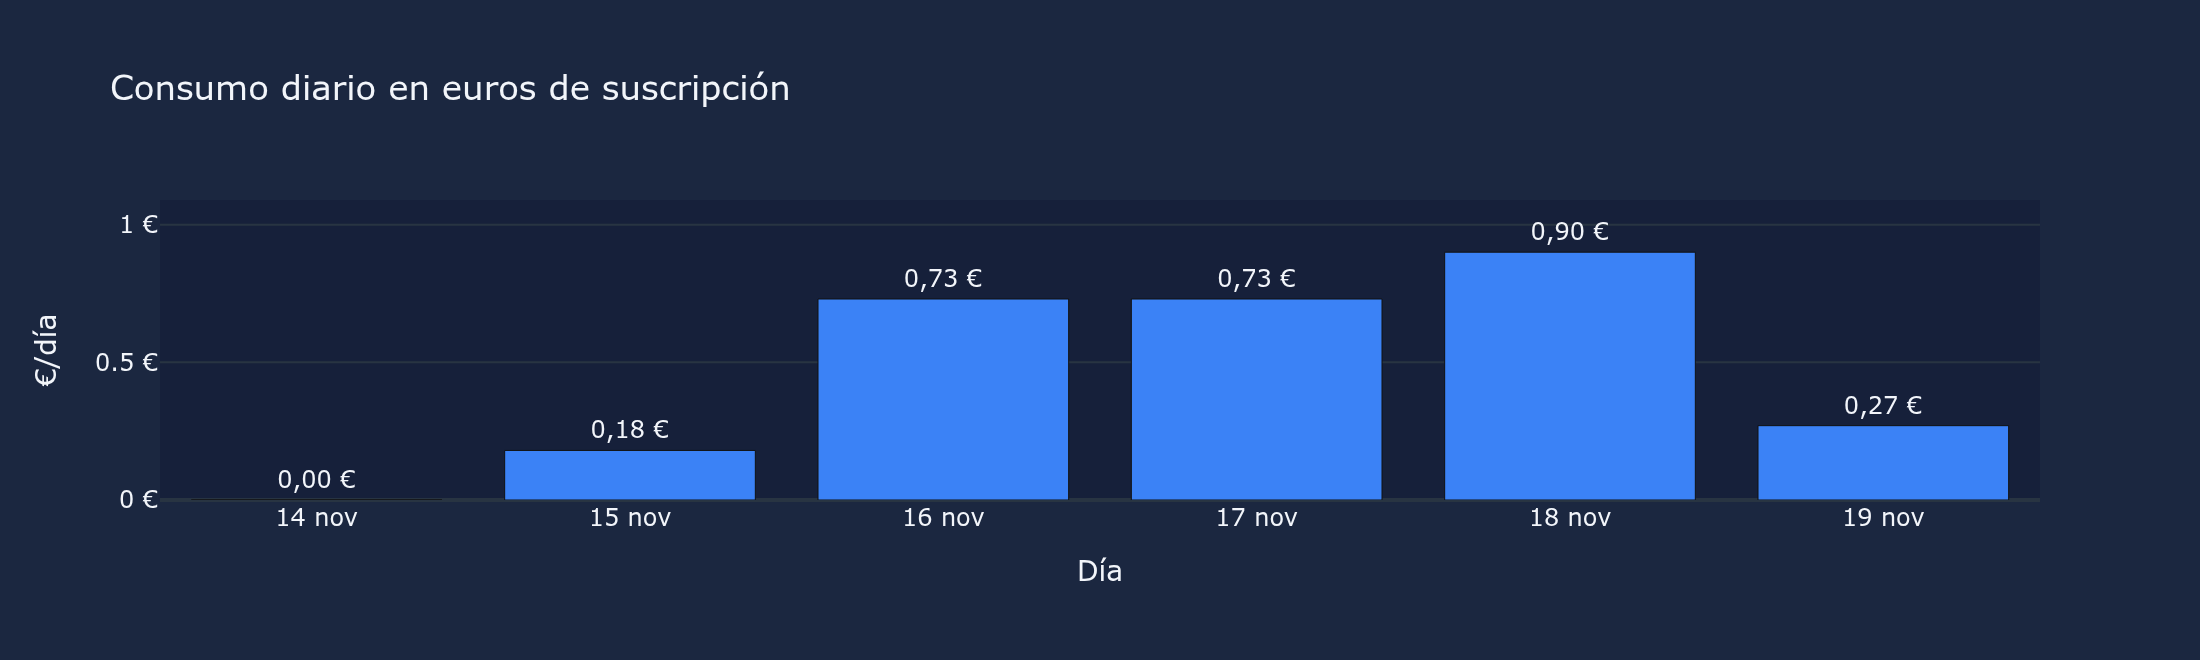 Consumo diario en euros de suscripción
€/día
1 €
0.5 €
0 €
0,00 €
0,18 €
0,73 €
0,73 €
0,90 €
0,27 €
14 nov
15 nov
16 nov
17 nov
18 nov
19 nov
Día